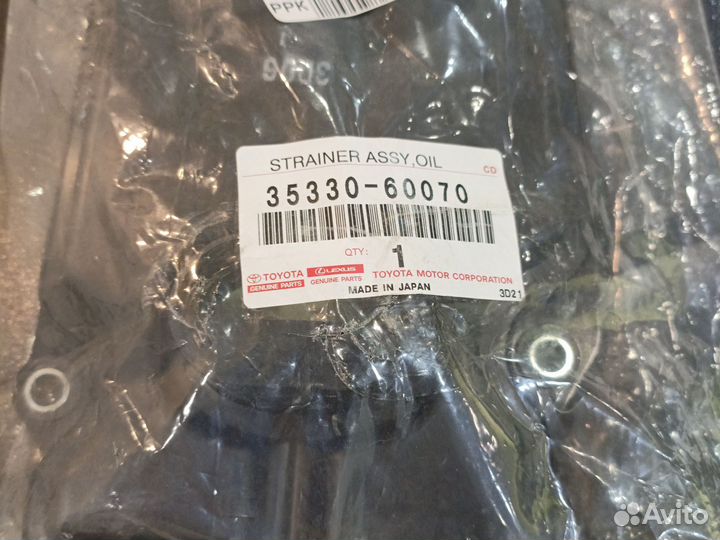 PPK
3D06
STRAINER ASSY,OIL
CD
35330-60070
QTY: 1
TOYOTA
GENUINE PARTS
LEXUS
GENUINE PARTS
TOYOTA MOTOR CORPORATION
MADE IN JAPAN
3D21
Avito